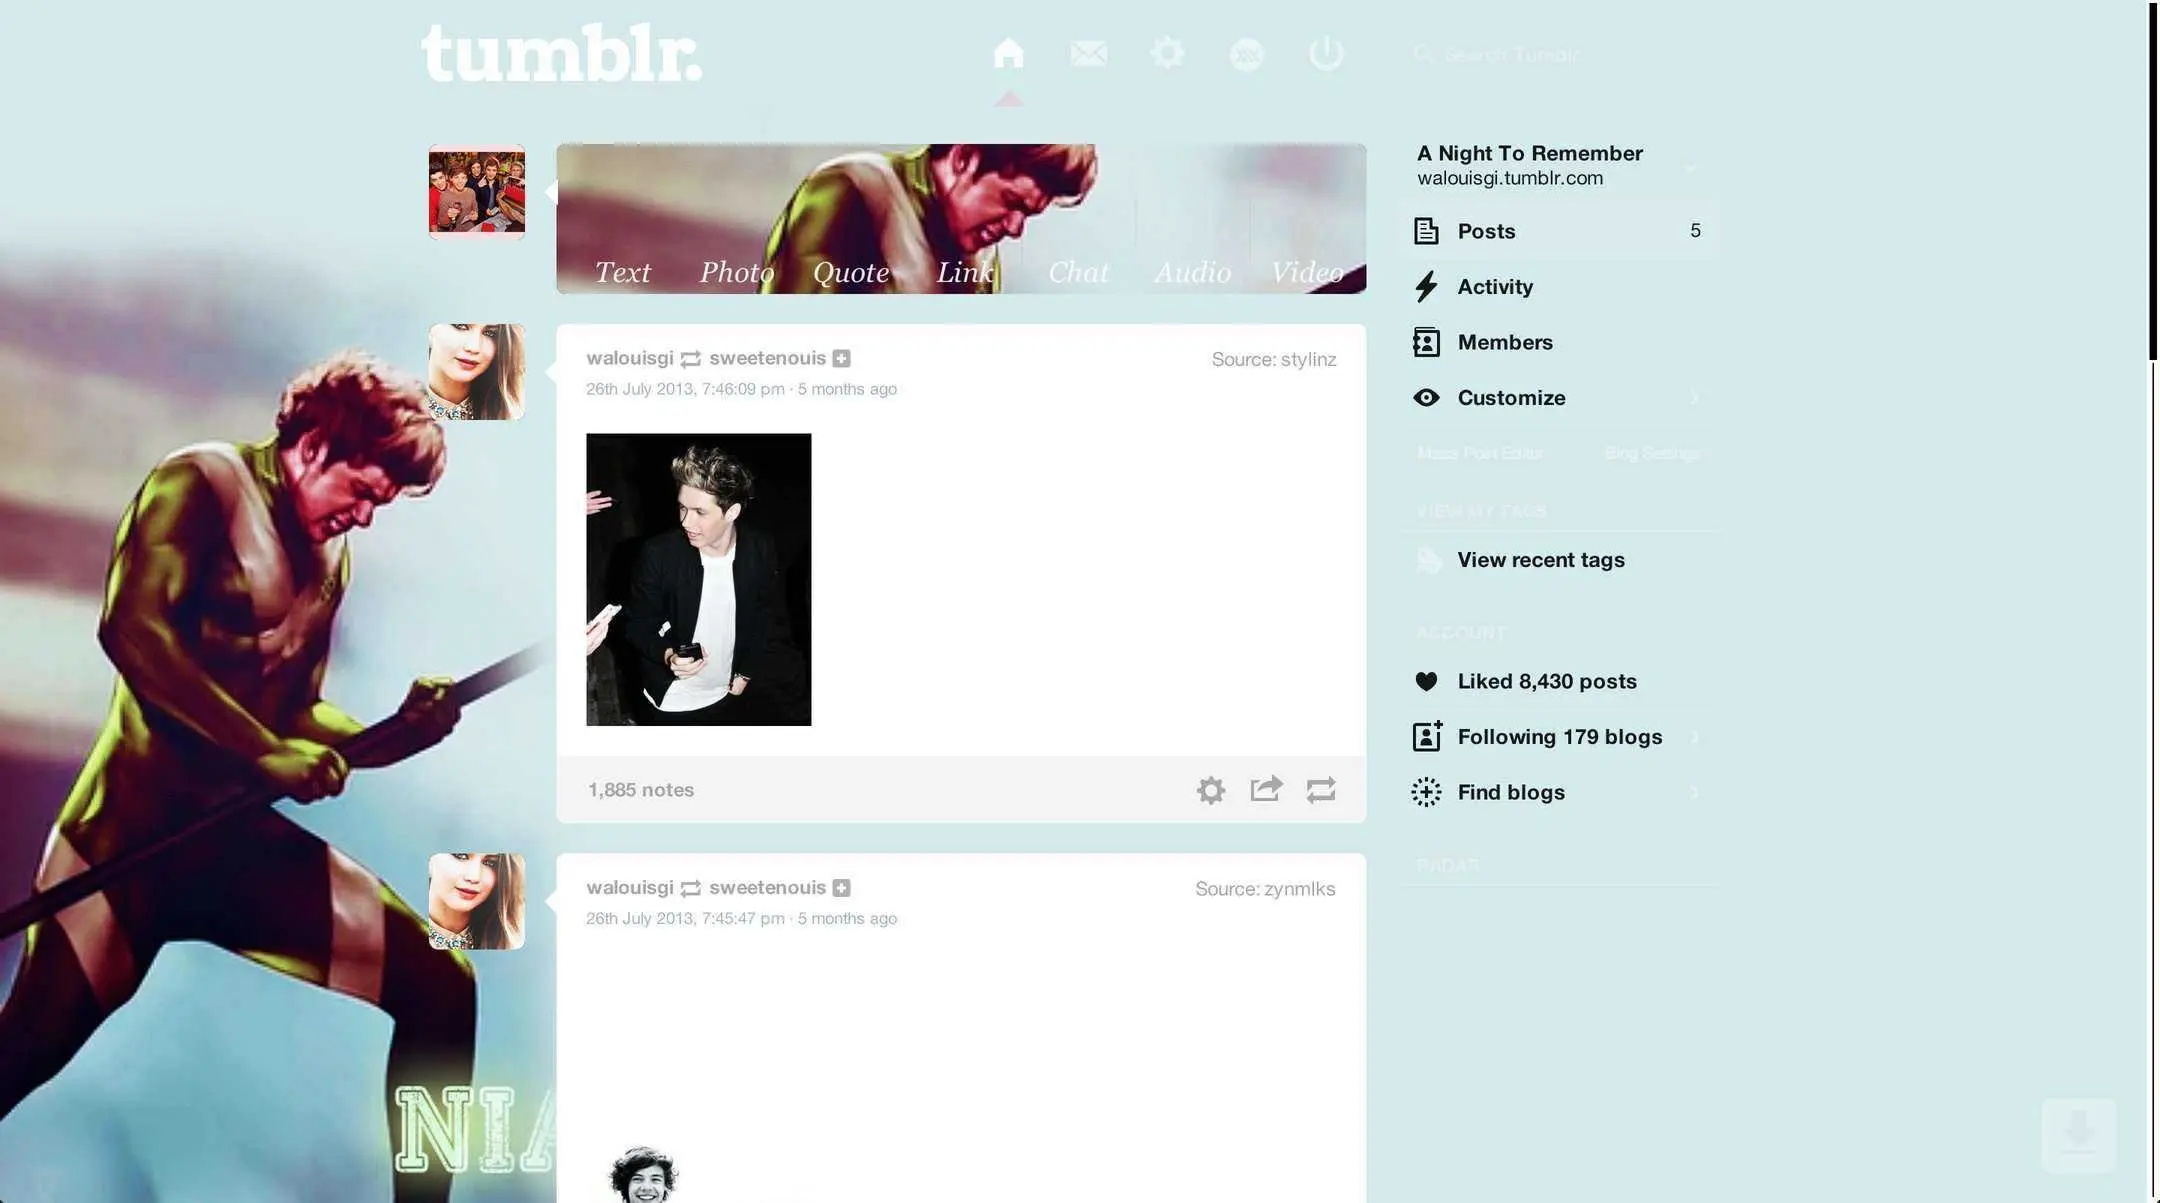 tumblr.
Search Tumblr
Text Photo Quote Link Chat Audio Video
walouisgi sweetenouis
Source: stylinz
26th July 2013, 7:46:09 pm · 5 months ago
1,885 notes
walouisgi sweetenouis
Source: zynmlks
26th July 2013, 7:45:47 pm · 5 months ago
NIA
A Night To Remember
walouisgi.tumblr.com
Posts 5
Activity
Members
Customize
Mass Post Editor Blog Settings
VIEW MY TAGS
View recent tags
ACCOUNT
Liked 8,430 posts
Following 179 blogs
Find blogs
RADAR